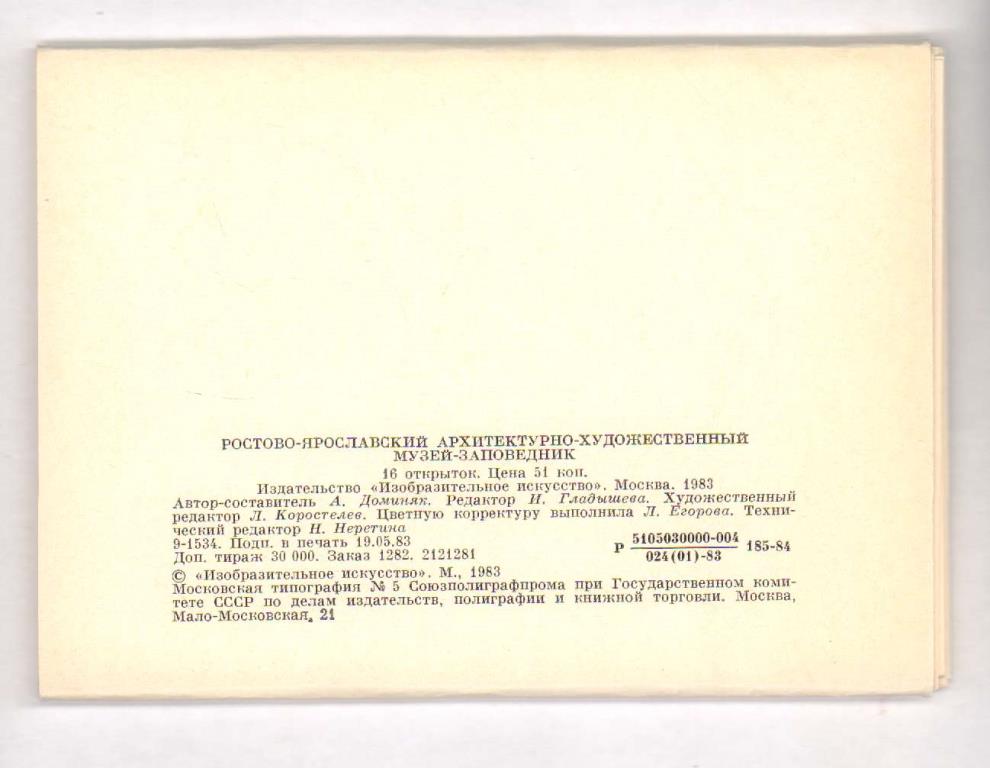 РОСТОВО-ЯРОСЛАВСКИЙ АРХИТЕКТУРНО-ХУДОЖЕСТВЕННЫЙ
МУЗЕЙ-ЗАПОВЕДНИК
16 открыток. Цена 51 коп.
Издательство «Изобразительное искусство». Москва. 1983
Автор-составитель А. Доминяк. Редактор И. Гладышева. Художественный
редактор Л. Коростелев. Цветную корректуру выполнила Л. Егорова. Техни-
ческий редактор Н. Неретина
9-1534. Подп. в печать 19.05.83
Доп. тираж 30 000. Заказ 1282. 2121281
Р 5105030000-004 185-84
024(01)-83
© «Изобразительное искусство». М., 1983
Московская типография № 5 Союзполиграфпрома при Государственном коми-
тете СССР по делам издательств, полиграфии и книжной торговли. Москва,
Мало-Московская, 21